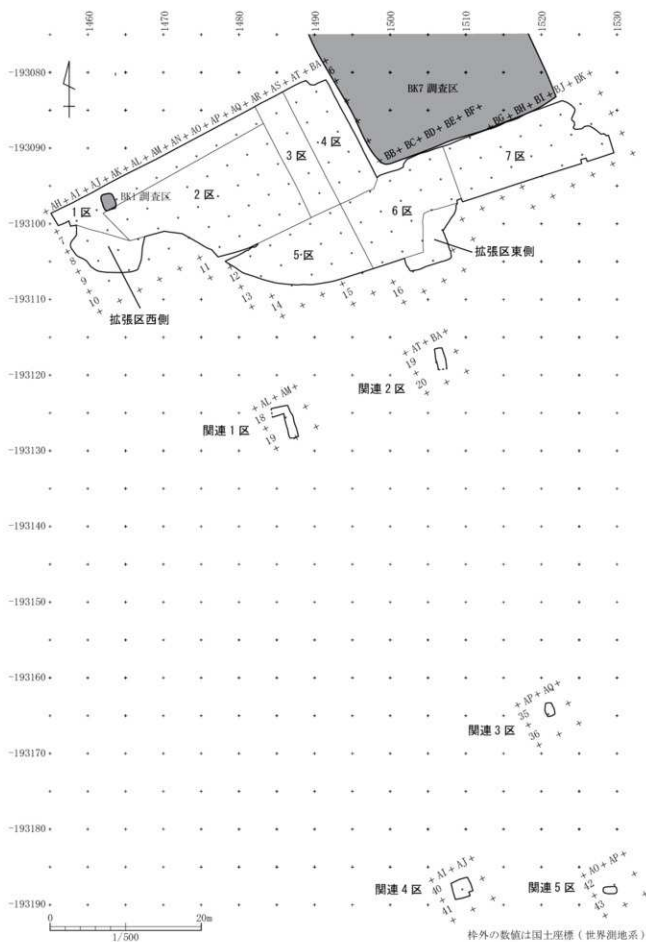 1460 1470 1480 1490 1500 1510 1520 1530
-193080
BK7 調査区
+AH+AI+AJ+AK+AL+AM+AN+AO+AP+AQ+AR+AS+AT+BA+
BB+ BC+ BD+ BE+ BF+
BG+ BH+ BI+ BJ+ BK+
-193090
3 区
4 区
7 区
BK1 調査区
2 区
1 区
6 区
-193100
7
8
9
10
11
12
13
14
15
16
5 区
拡張区東側
-193110
拡張区西側
+AT+BA+
19
20
-193120
関連 2 区
+AL+AM+
18
19
関連 1 区
-193130
-193140
-193150
-193160
+AP+AQ+
35
36
関連 3 区
-193170
-193180
+AI+AJ+
40
41
関連 4 区
+AO+AP+
42
43
関連 5 区
-193190
0 20m
1/500
枠外の数値は国土座標 ( 世界測地系 )